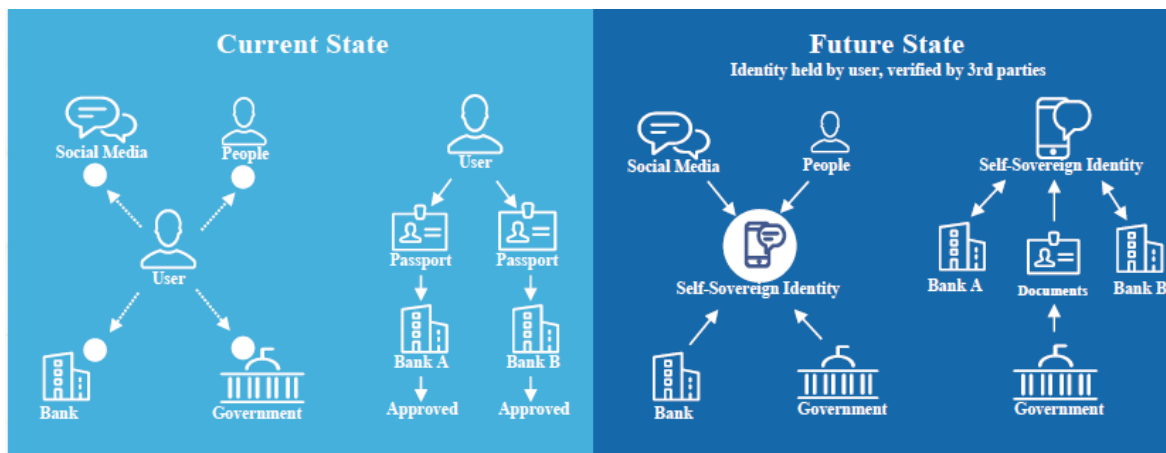 Current State
Social Media
People
User
Bank
Government
User
Passport
Passport
Bank A
Bank B
Approved
Approved
Future State
Identity held by user, verified by 3rd parties
Social Media
People
Self-Sovereign Identity
Bank
Government
Self-Sovereign Identity
Bank A
Documents
Bank B
Government